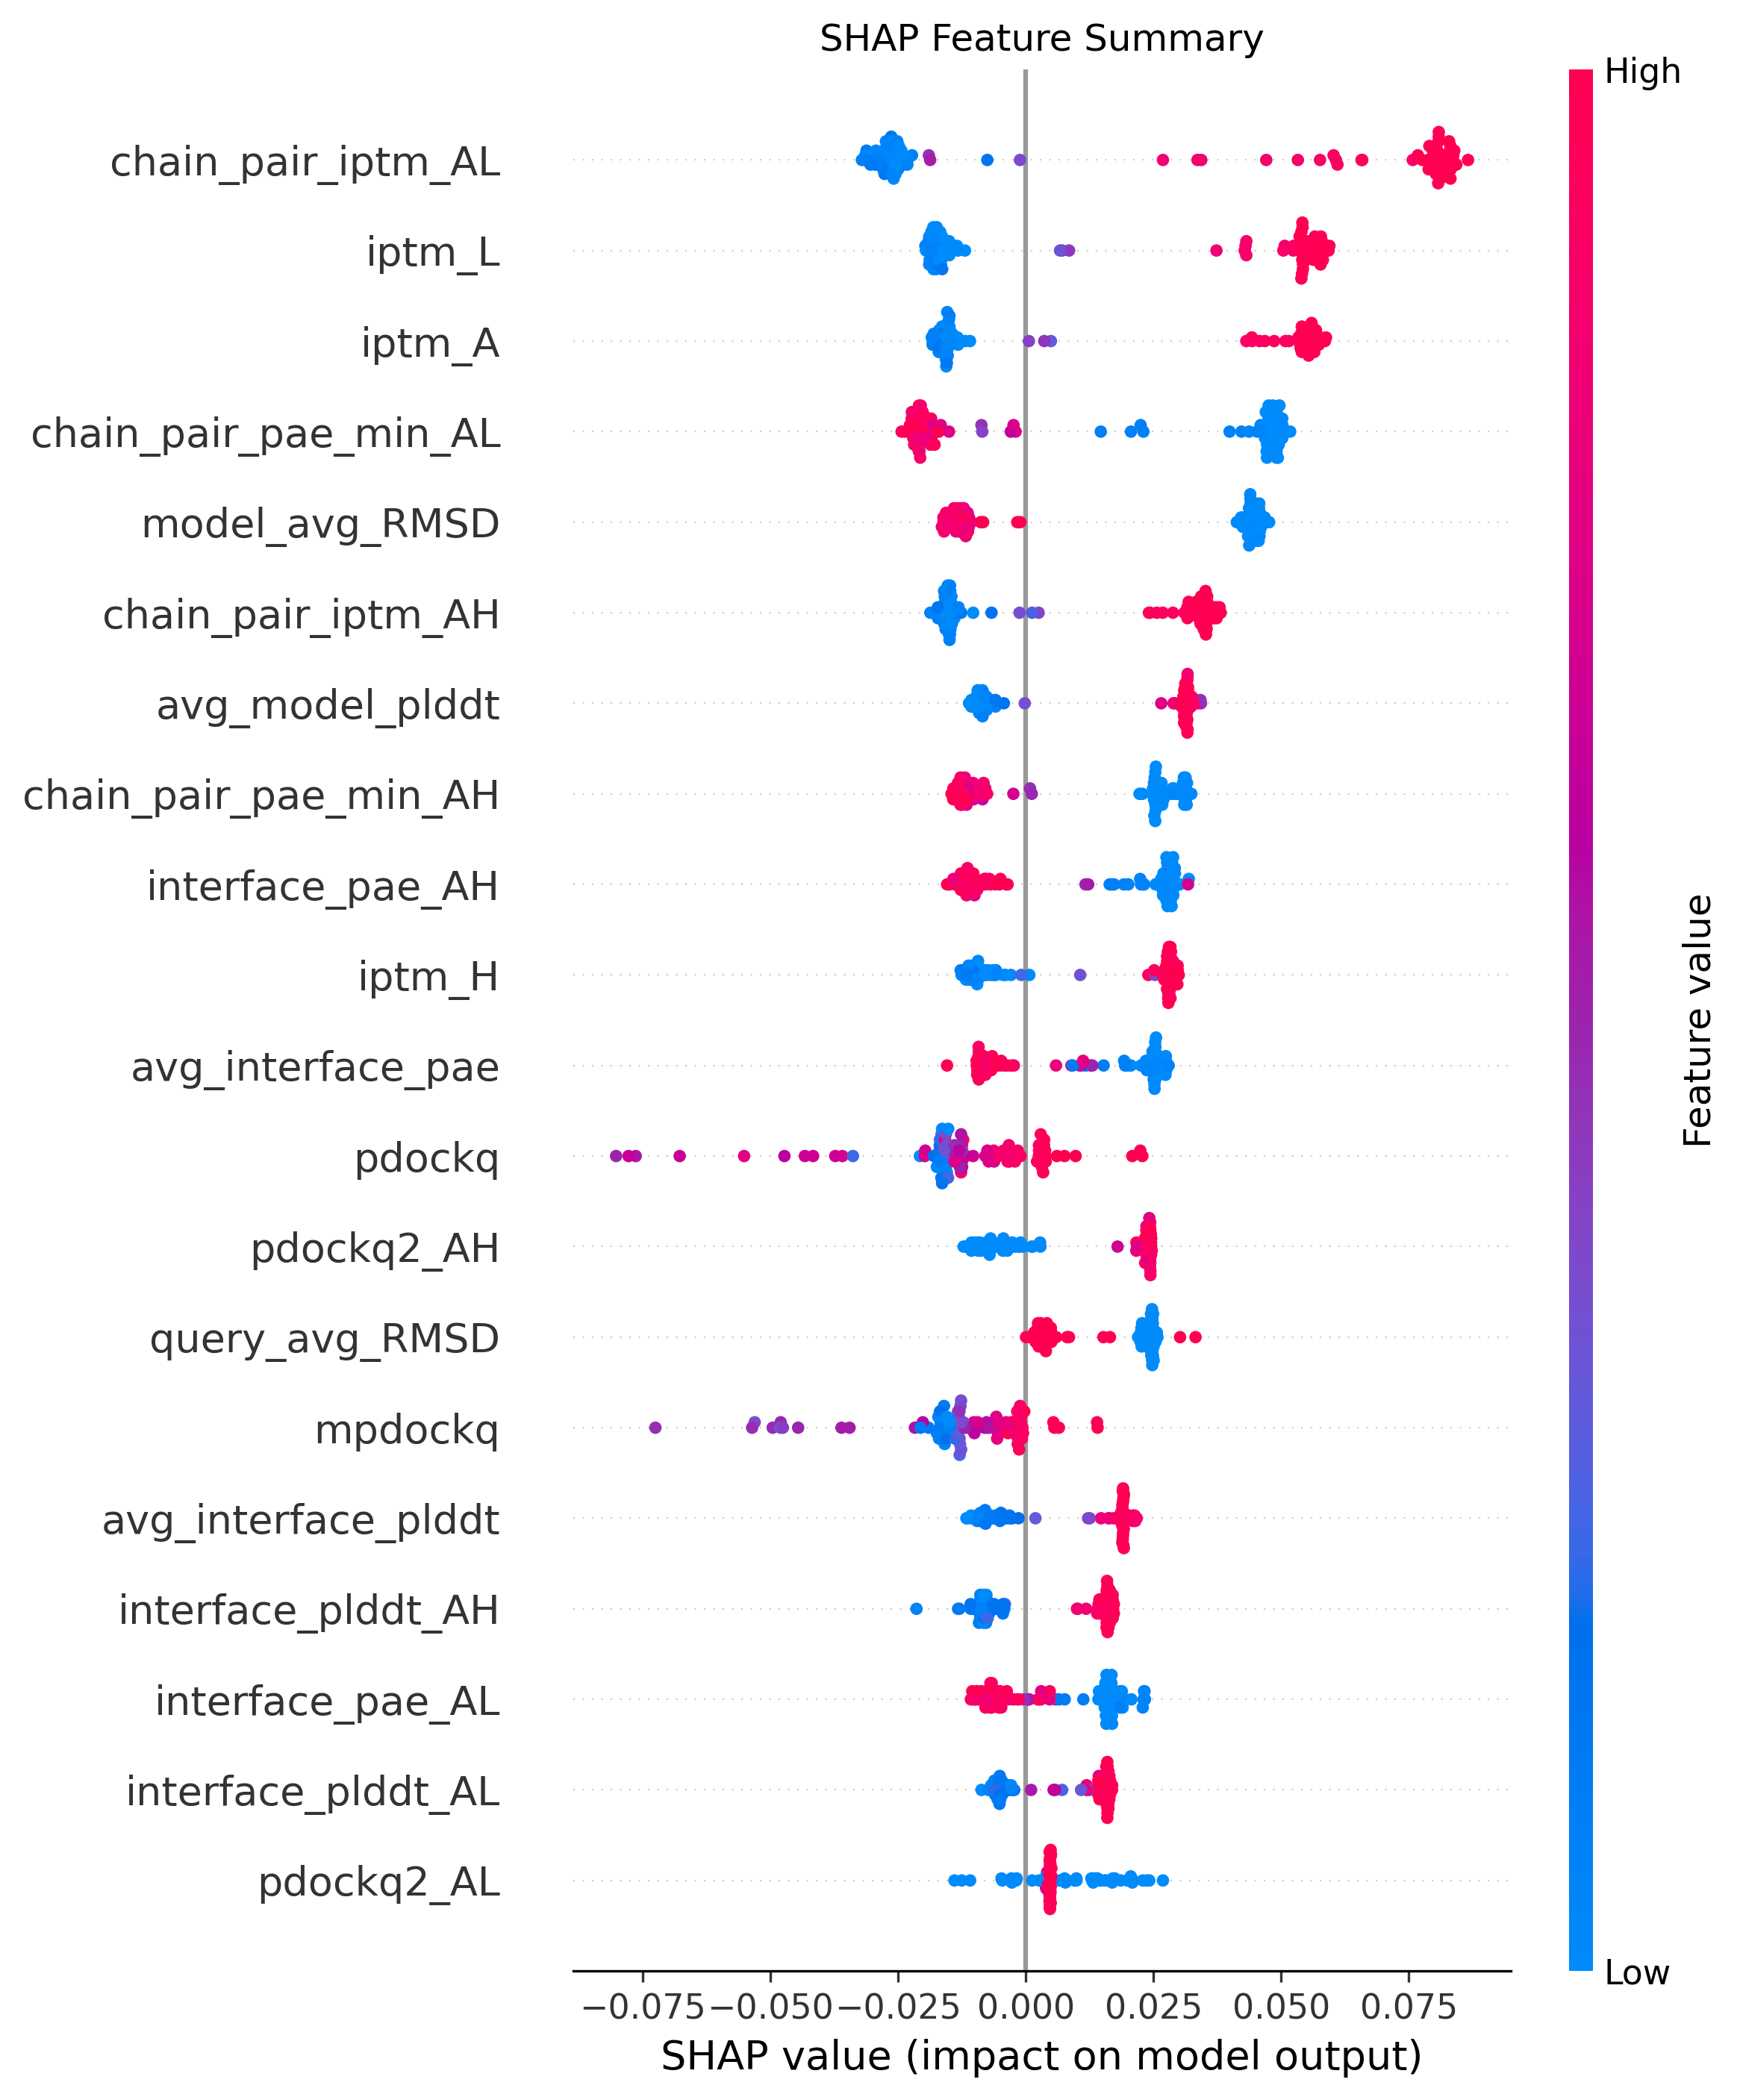 SHAP Feature Summary
High
chain_pair_iptm_AL
iptm_L
iptm_A
chain_pair_pae_min_AL
model_avg_RMSD
chain_pair_iptm_AH
avg_model_plddt
chain_pair_pae_min_AH
interface_pae_AH
iptm_H
avg_interface_pae
pdockq
pdockq2_AH
query_avg_RMSD
mpdockq
avg_interface_plddt
interface_plddt_AH
interface_pae_AL
interface_plddt_AL
pdockq2_AL
Feature value
Low
−0.075 −0.050 −0.025 0.000 0.025 0.050 0.075
SHAP value (impact on model output)